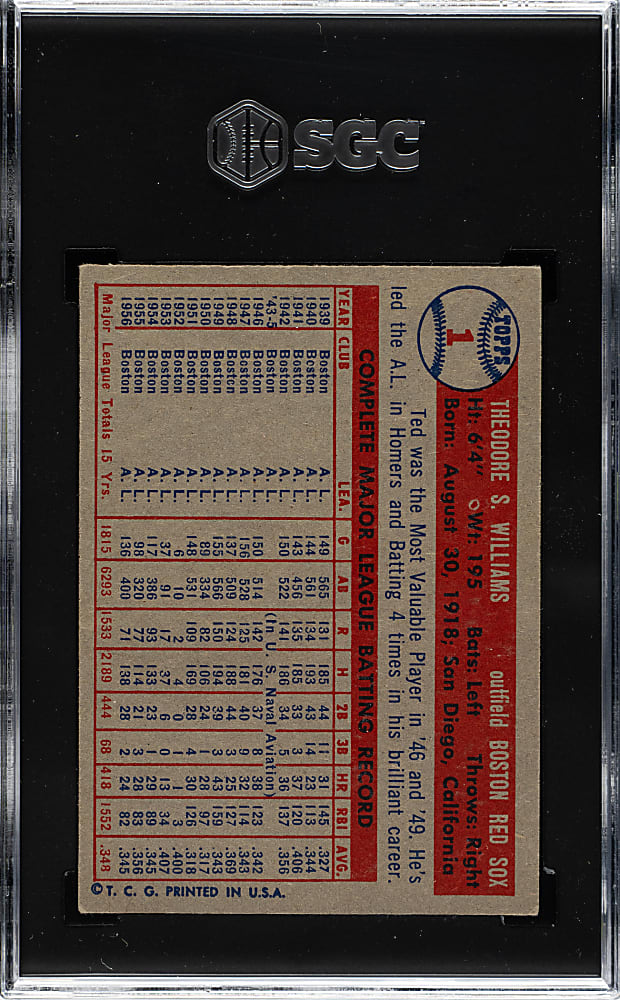 SGC
TOPPS
1
THEODORE S. WILLIAMS outfield BOSTON RED SOX
Ht: 6'4" Wt: 195 Bats: Left Throws: Right
Born: August 30, 1918, San Diego, California
Ted was the Most Valuable Player in '46 and '49. He's
led the A.L. in Homers and Batting 4 times in his brilliant career.
COMPLETE MAJOR LEAGUE BATTING RECORD
YEAR CLUB LEA. G AB R H 2B 3B HR RBI AVG.
1939 Boston A. L. 149 565 131 185 44 11 31 145 .327
1940 Boston A. L. 144 561 134 193 43 14 23 113 .344
1941 Boston A. L. 143 456 135 185 33 3 37 120 .406
1942 Boston A. L. 150 522 141 186 34 5 36 137 .356
'43-5 Boston A. L. (In U. S. Naval Aviation)
1946 Boston A. L. 150 514 142 176 37 8 38 123 .342
1947 Boston A. L. 156 528 125 181 40 9 32 114 .343
1948 Boston A. L. 137 509 124 188 44 3 25 127 .369
1949 Boston A. L. 155 566 150 194 39 3 43 159 .343
1950 Boston A. L. 89 334 82 106 24 1 28 97 .317
1951 Boston A. L. 148 531 109 169 28 4 30 126 .318
1952 Boston A. L. 6 10 2 4 0 1 1 3 .400
1953 Boston A. L. 37 91 17 37 6 0 13 34 .407
1954 Boston A. L. 117 386 93 133 23 1 29 89 .345
1955 Boston A. L. 98 320 77 114 21 3 28 83 .356
1956 Boston A. L. 136 400 71 138 28 2 24 82 .345
Major League Totals 15 Yrs. 1815 6293 1533 2189 444 68 418 1552 .348
© T. C. G. PRINTED IN U.S.A.